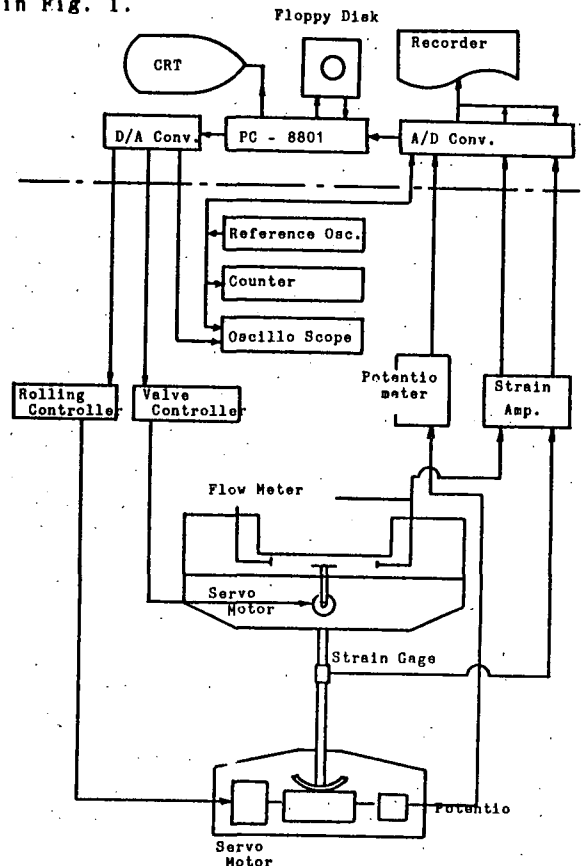 in Fig. 1.
Floppy Disk
CRT
Recorder
D/A Conv.
PC - 8801
A/D Conv.
Reference Osc.
Counter
Oscillo Scope
Rolling
Controller
Valve
Controller
Potentio
meter
Strain
Amp.
Flow Meter
Servo
Motor
Strain Gage
Potentio
Servo
Motor